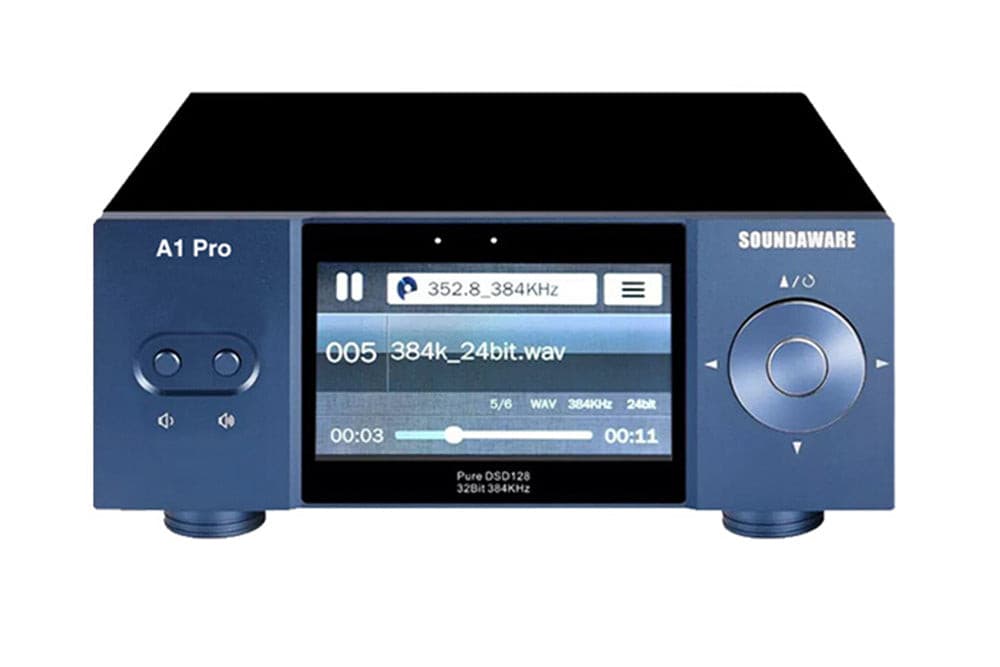 A1 Pro
SOUNDAWARE
352.8_384KHz
005 384k_24bit.wav
5/6 WAV 384KHz 24bit
00:03 00:11
Pure DSD128
32Bit 384KHz